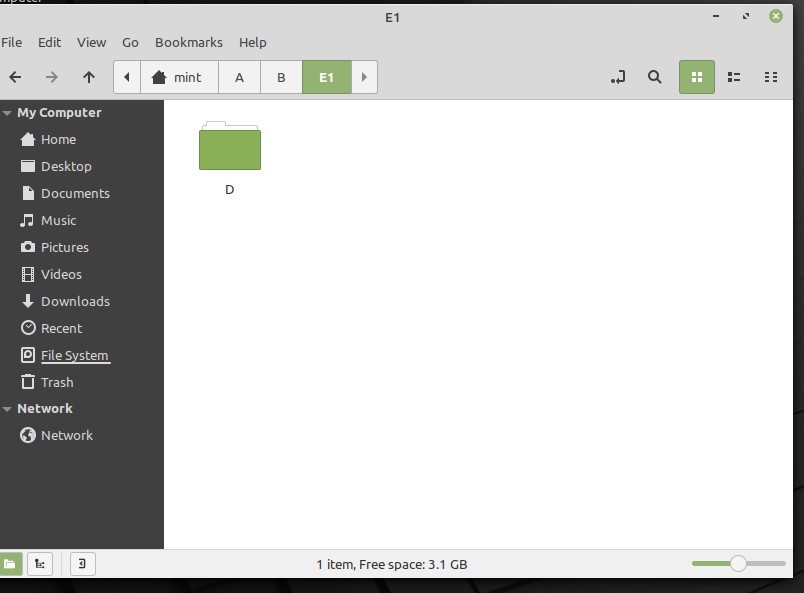 E1
File Edit View Go Bookmarks Help
mint A B E1
My Computer
Home
Desktop
Documents
Music
Pictures
Videos
Downloads
Recent
File System
Trash
Network
Network
D
1 item, Free space: 3.1 GB